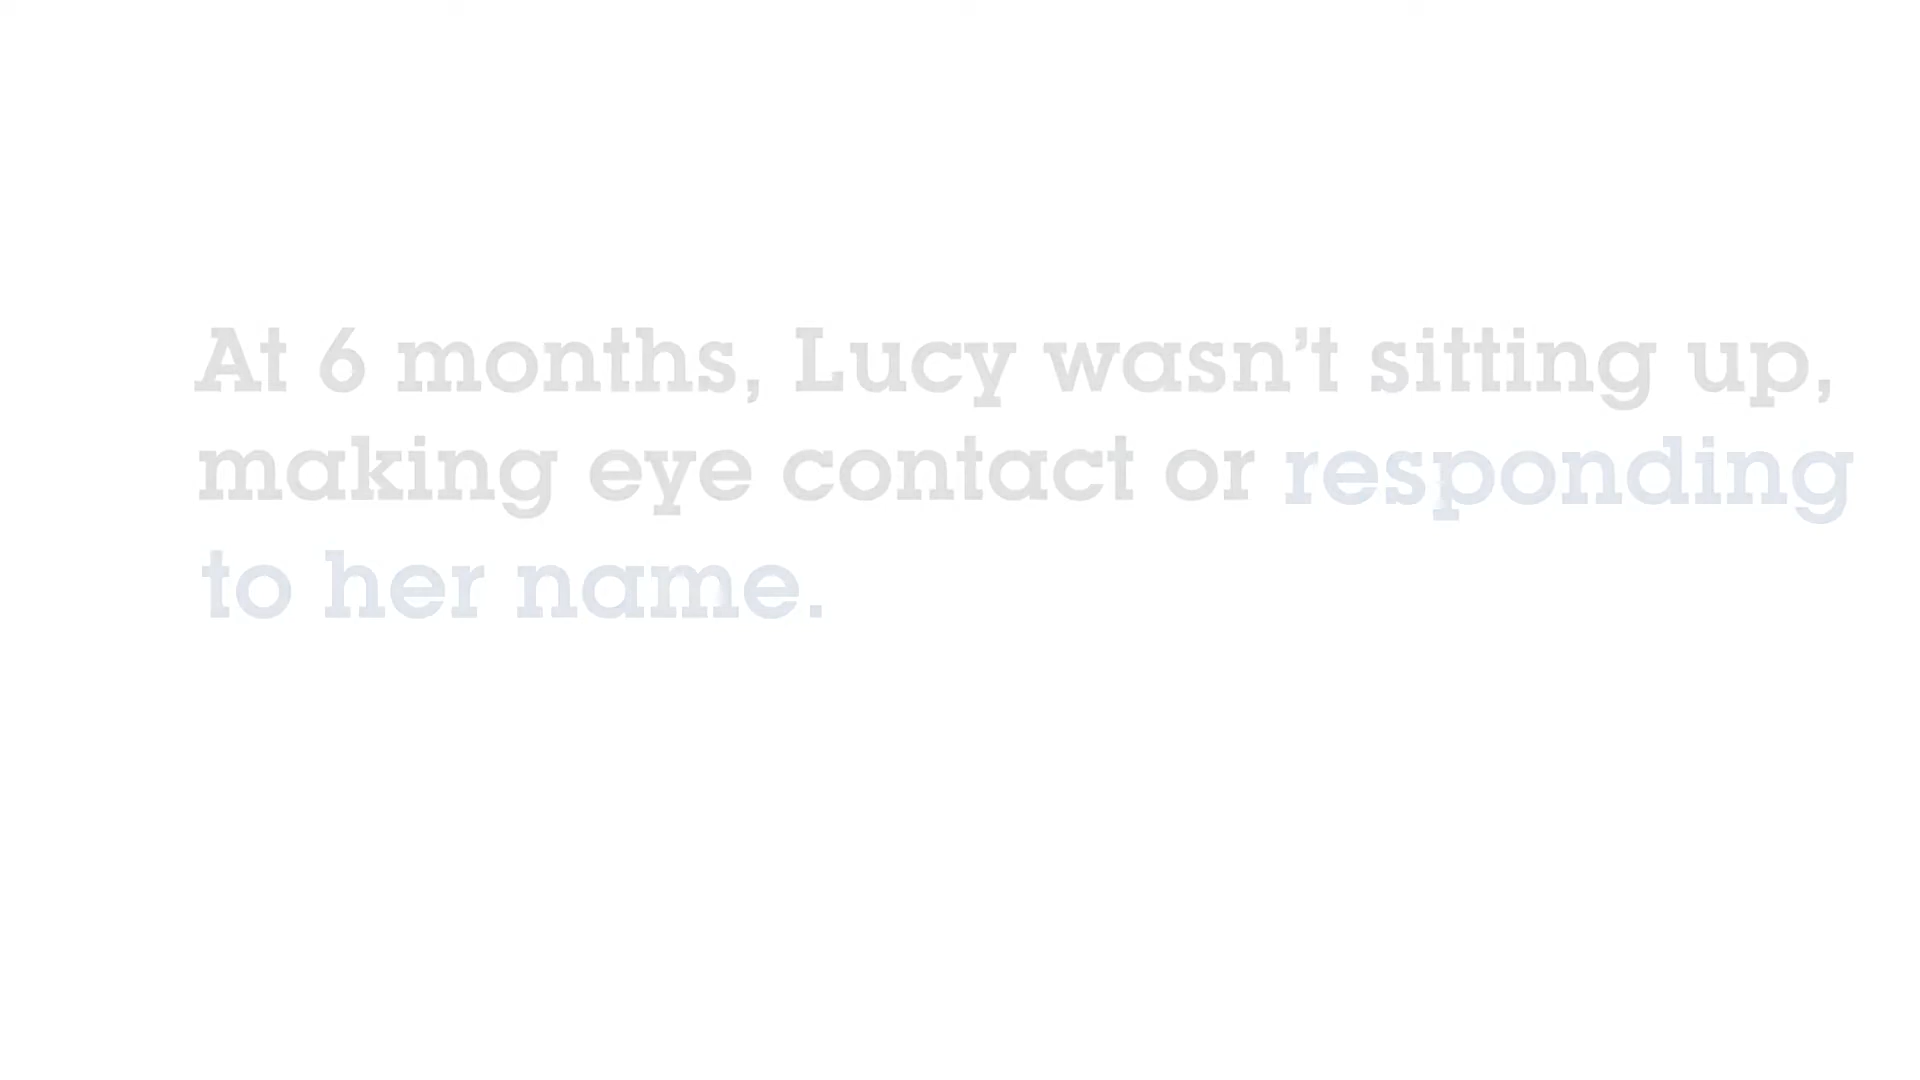 At 6 months, Lucy wasn’t sitting up,
making eye contact or responding
to her name.